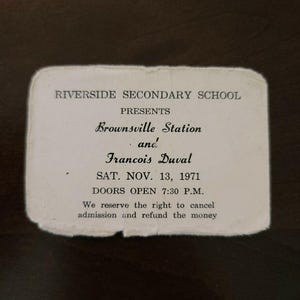 RIVERSIDE SECONDARY SCHOOL
PRESENTS
Brownsville Station
and
Francois Duval
SAT. NOV. 13, 1971
DOORS OPEN 7:30 P.M.
We reserve the right to cancel
admission and refund the money